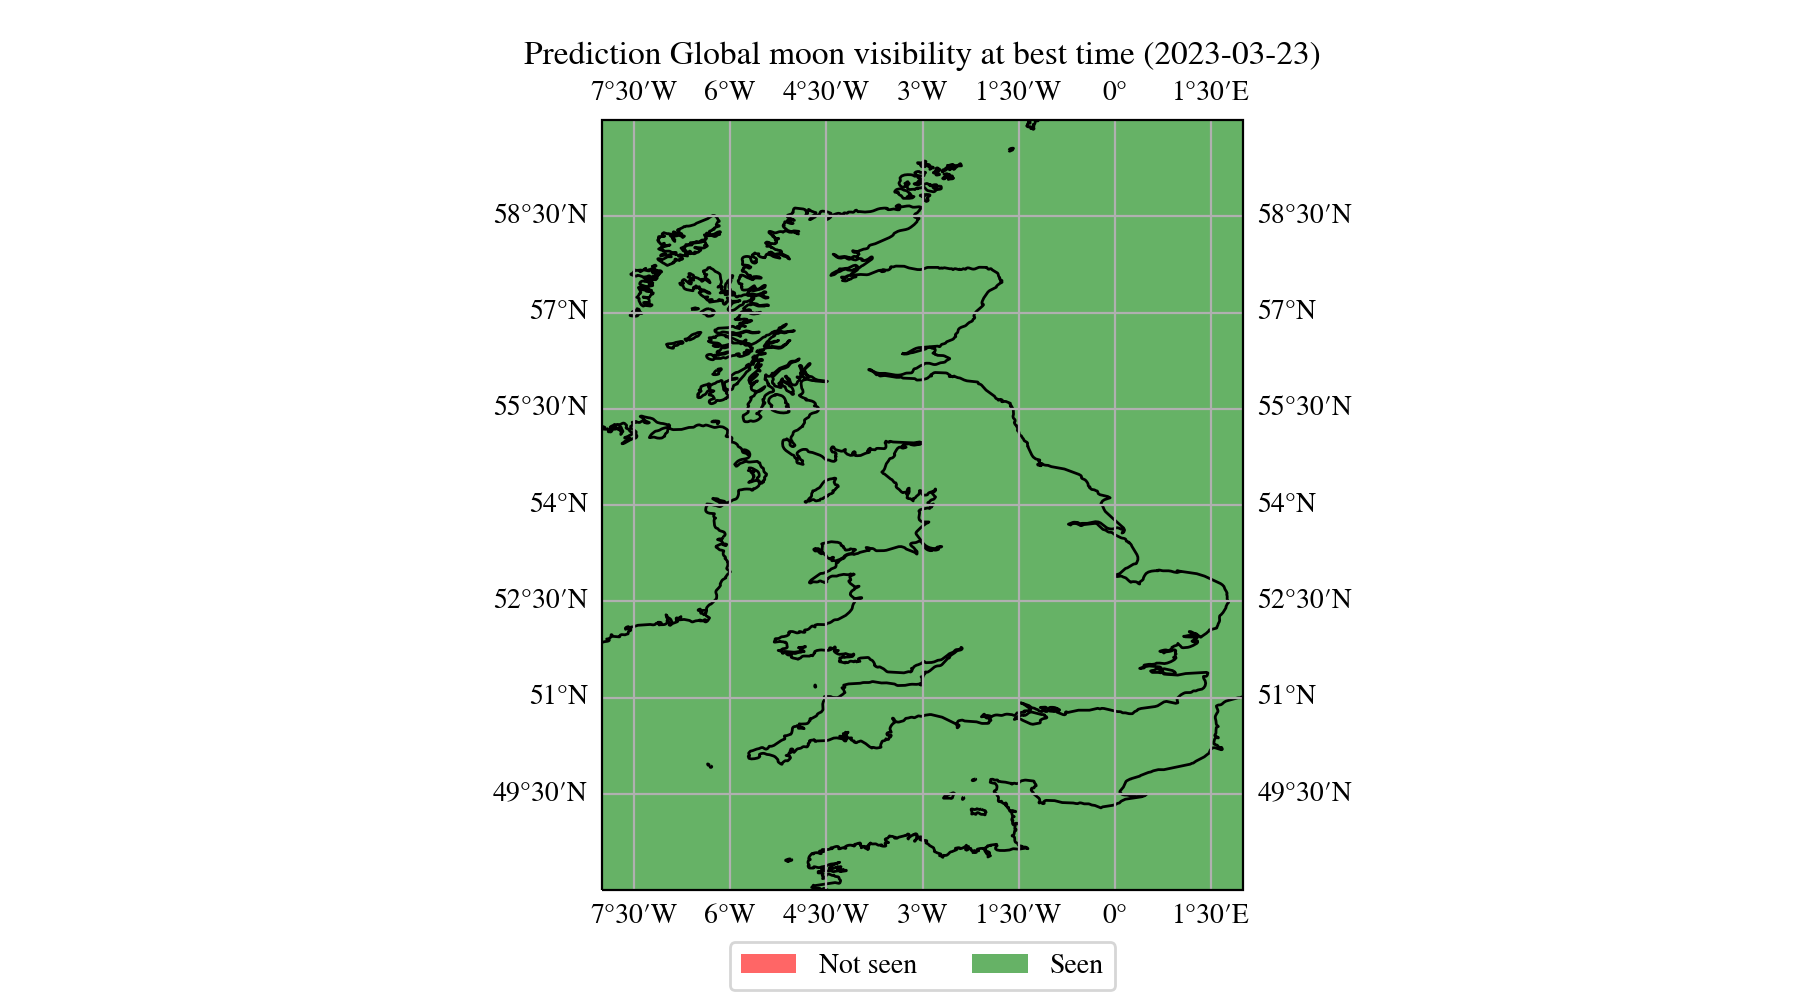 Prediction Global moon visibility at best time (2023-03-23)
7°30′W 6°W 4°30′W 3°W 1°30′W 0° 1°30′E
58°30′N 58°30′N
57°N 57°N
55°30′N 55°30′N
54°N 54°N
52°30′N 52°30′N
51°N 51°N
49°30′N 49°30′N
7°30′W 6°W 4°30′W 3°W 1°30′W 0° 1°30′E
Not seen Seen